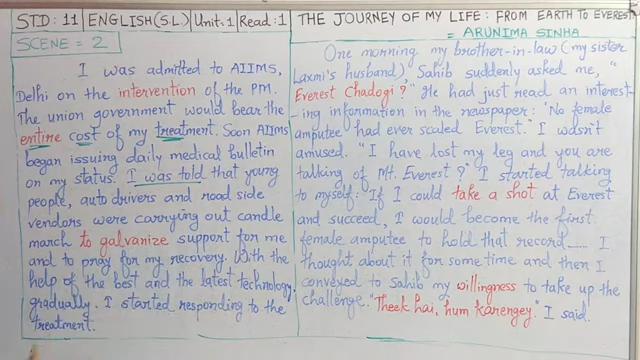 STD: 11 | ENGLISH (S.L.) | Unit: 1 | Read: 1
THE JOURNEY OF MY LIFE: FROM EARTH TO EVEREST
= ARUNIMA SINHA
SCENE = 2
I was admitted to AIIMS,
Delhi on the intervention of the PM.
The union government would bear the
entire cost of my treatment. Soon AIIMS
began issuing daily medical bulletin
on my status. I was told that young
people, auto drivers and road side
vendors were carrying out candle
march to galvanize support for me
and to pray for my recovery. With the
help of the best and the latest technology,
gradually. I started responding to the
treatment.
One morning my brother-in-law (my sister
Laxmi's husband), Sahib suddenly asked me, "
Everest Chadogi?" He had just read an interest-
-ing information in the newspaper: 'No female
amputee had ever scaled Everest." I wasn't
amused. "I have lost my leg and you are
talking of Mt. Everest?" I started talking
to myself: 'If I could take a shot at Everest
and succeed, I would become the first
female amputee to hold that record...... I
thought about it for some time and then I
conveyed to Sahib my willingness to take up the
challenge. "Theek hai, hum karengey." I said.